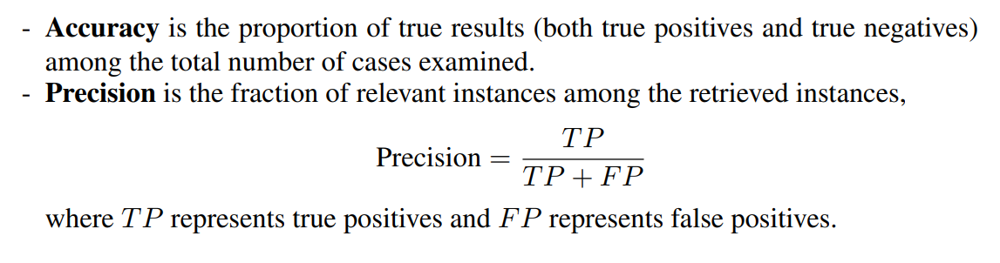 - Accuracy is the proportion of true results (both true positives and true negatives)
among the total number of cases examined.
- Precision is the fraction of relevant instances among the retrieved instances,
Precision = TP / TP + FP
where TP represents true positives and FP represents false positives.